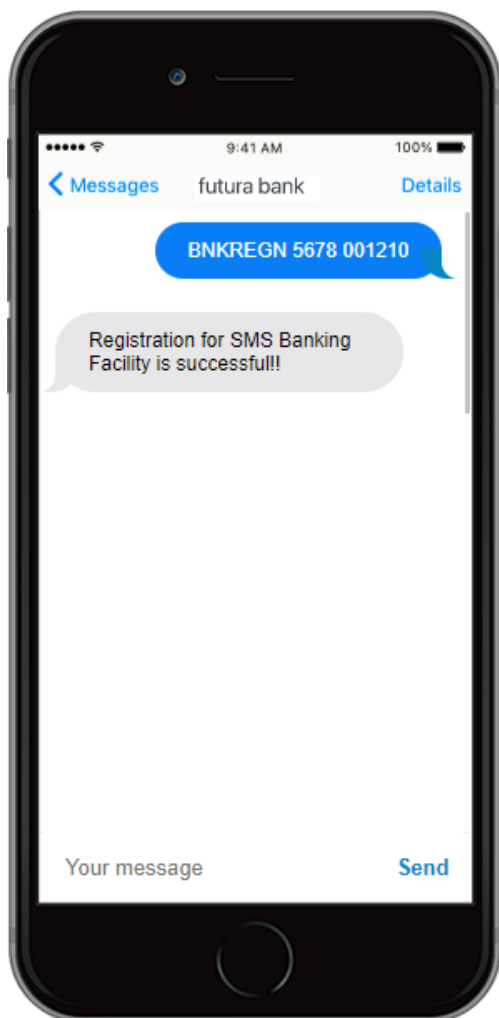 9:41 AM
100%
Messages
futura bank
Details
BNKREGN 5678 001210
Registration for SMS Banking
Facility is successful!!
Your message
Send